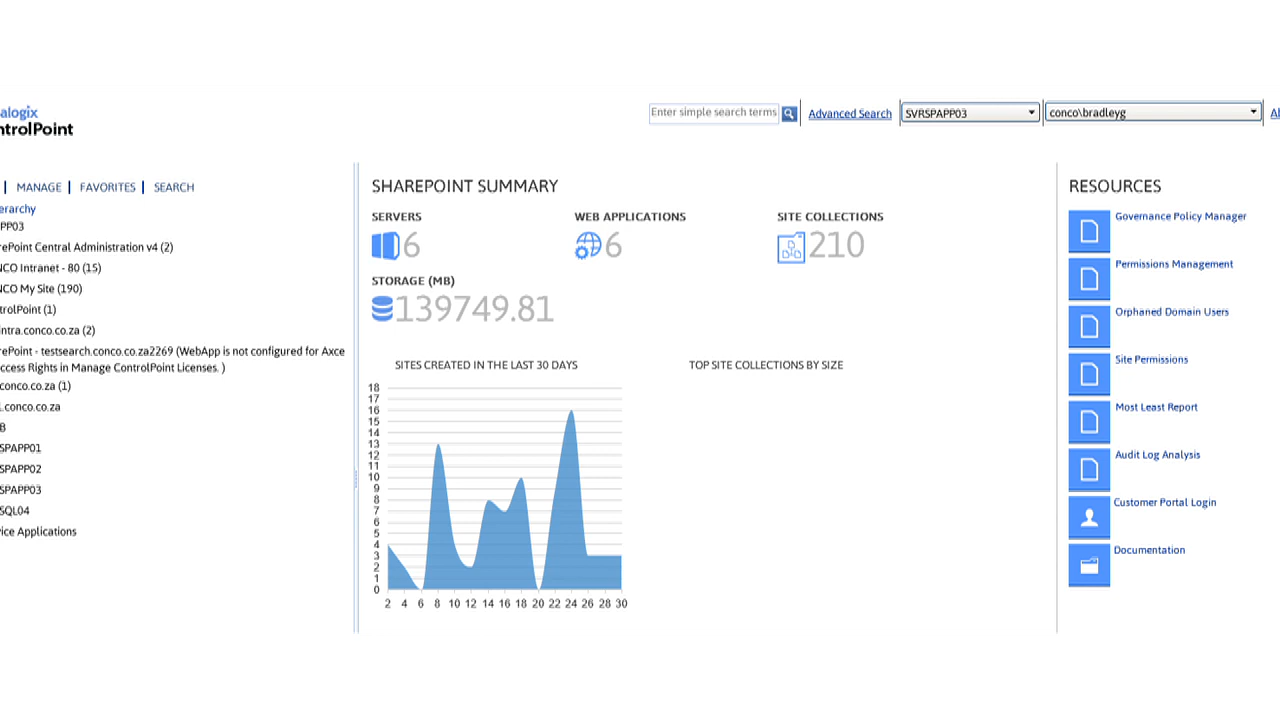 alogix
ntrolPoint
Enter simple search terms
Advanced Search
SVRSPAPP03
conco\bradleyg
MANAGE | FAVORITES | SEARCH
erarchy
PP03
rePoint Central Administration v4 (2)
NCO Intranet - 80 (15)
NCO My Site (190)
trolPoint (1)
intra.conco.co.za (2)
rePoint - testsearch.conco.co.za2269 (WebApp is not configured for Axce
ccess Rights in Manage ControlPoint Licenses. )
conco.co.za (1)
.conco.co.za
B
SPAPP01
SPAPP02
SPAPP03
SQL04
ice Applications
SHAREPOINT SUMMARY
SERVERS
6
WEB APPLICATIONS
6
SITE COLLECTIONS
210
STORAGE (MB)
139749.81
SITES CREATED IN THE LAST 30 DAYS
18
17
16
15
14
13
12
11
10
9
8
7
6
5
4
3
2
1
0
2 4 6 8 10 12 14 16 18 20 22 24 26 28 30
TOP SITE COLLECTIONS BY SIZE
RESOURCES
Governance Policy Manager
Permissions Management
Orphaned Domain Users
Site Permissions
Most Least Report
Audit Log Analysis
Customer Portal Login
Documentation